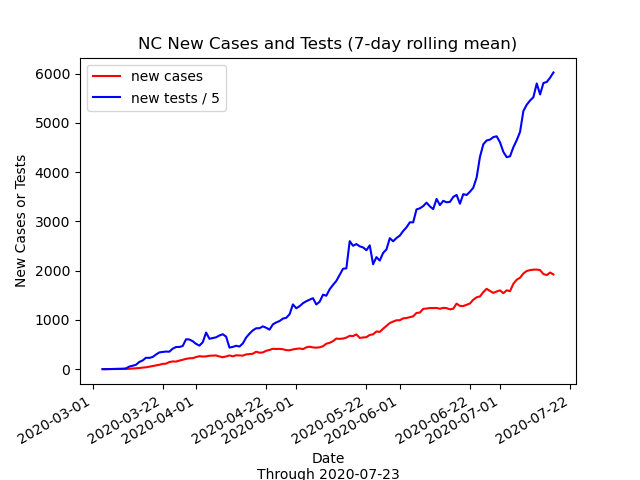 NC New Cases and Tests (7-day rolling mean)
new cases
new tests / 5
New Cases or Tests
6000
5000
4000
3000
2000
1000
0
2020-03-01
2020-03-22
2020-04-01
2020-04-22
2020-05-01
2020-05-22
2020-06-01
2020-06-22
2020-07-01
2020-07-22
Date
Through 2020-07-23